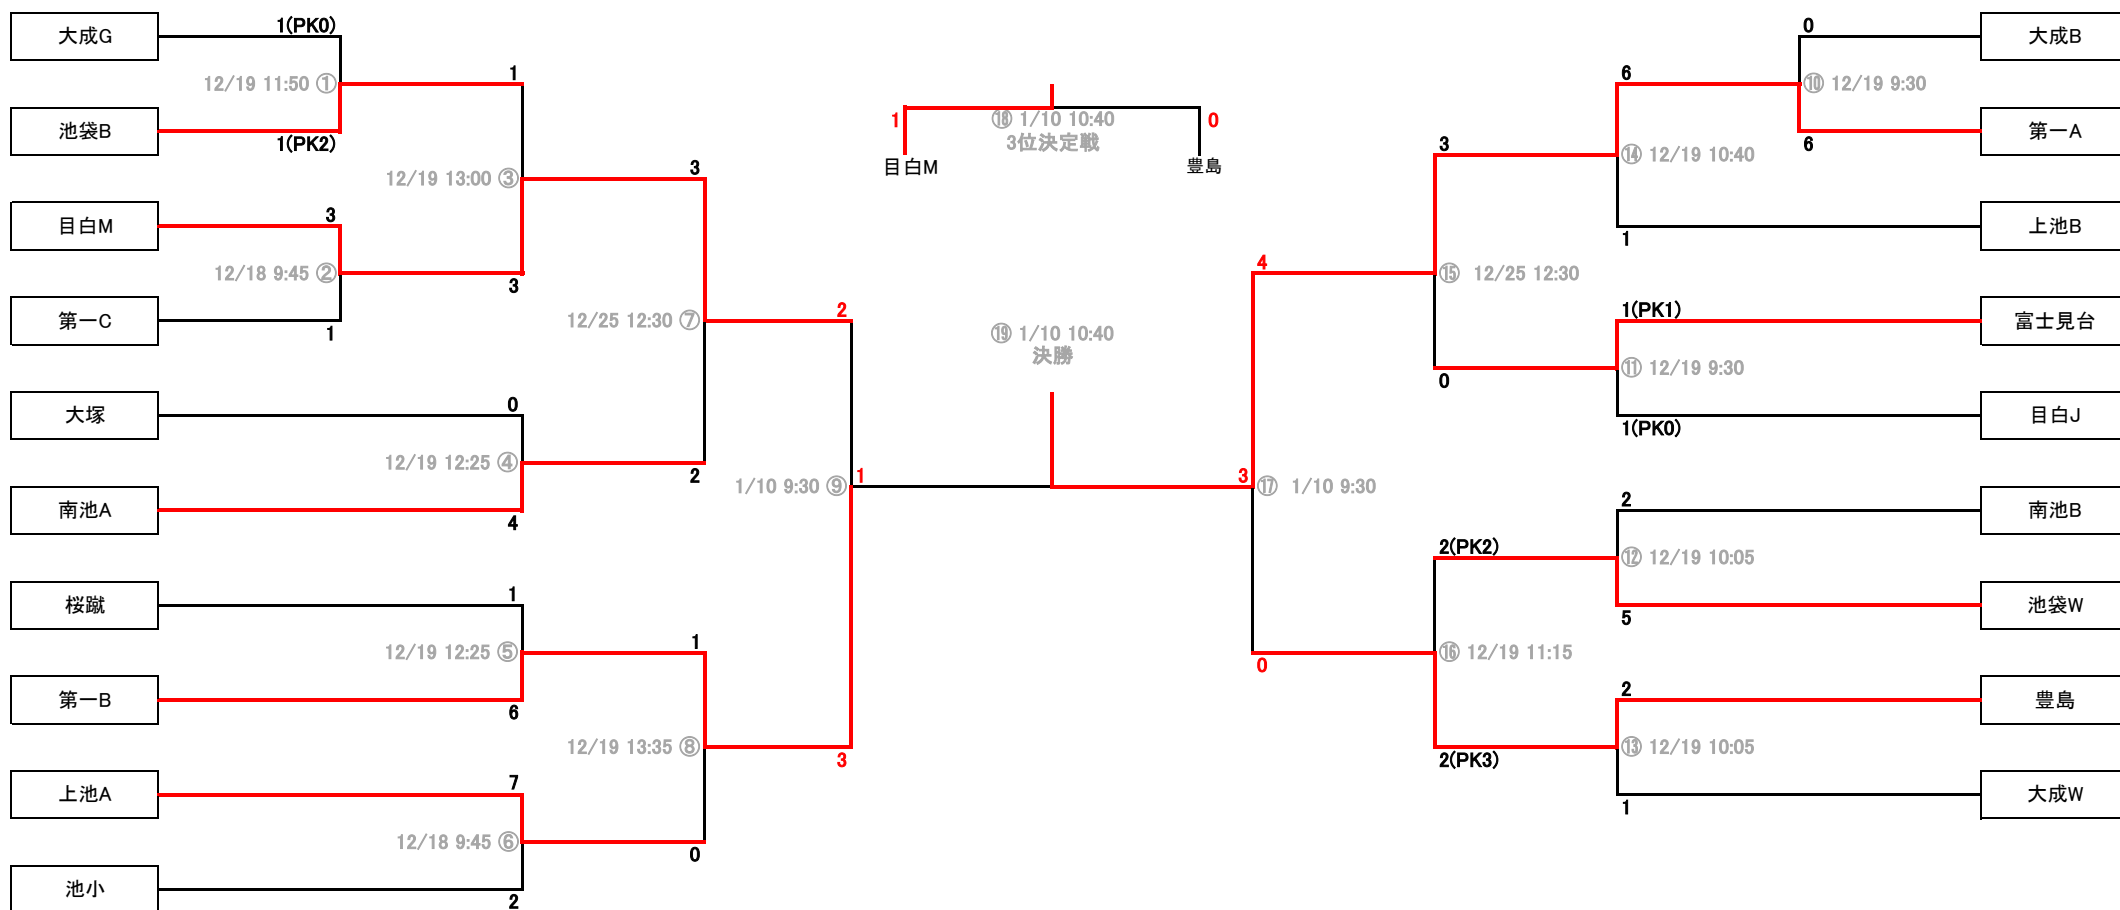 大成G
1(PK0)
12/19 11:50 ①
池袋B
1(PK2)
1
12/19 13:00 ③
目白M
3
12/18 9:45 ②
3
第一C
1
3
12/25 12:30 ⑦
大塚
0
12/19 12:25 ④
2
南池A
4
2
1/10 9:30 ⑨
1
桜蹴
1
12/19 12:25 ⑤
1
第一B
6
12/19 13:35 ⑧
3
上池A
7
12/18 9:45 ⑥
0
池小
2
1
⑱ 1/10 10:40
3位決定戦
0
目白M
豊島
⑲ 1/10 10:40
決勝
0
大成B
6
⑩ 12/19 9:30
第一A
6
3
⑭ 12/19 10:40
上池B
1
4
⑮ 12/25 12:30
1(PK1)
富士見台
0
⑪ 12/19 9:30
目白J
1(PK0)
3
⑰ 1/10 9:30
2
南池B
2(PK2)
⑫ 12/19 10:05
池袋W
5
0
⑯ 12/19 11:15
2
豊島
2(PK3)
⑬ 12/19 10:05
大成W
1